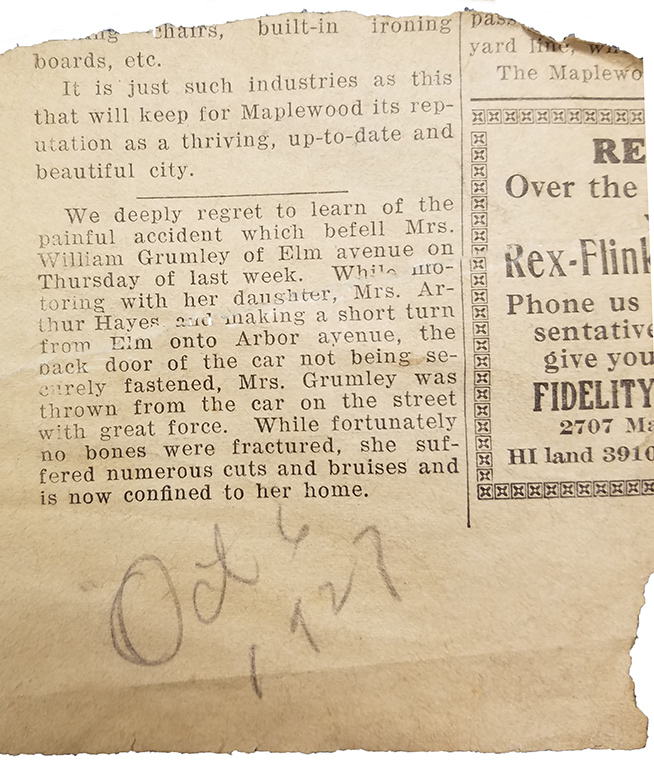 chairs, built-in ironing
boards, etc.
It is just such industries as this
that will keep for Maplewood its rep-
utation as a thriving, up-to-date and
beautiful city.
We deeply regret to learn of the
painful accident which befell Mrs.
William Grumley of Elm avenue on
Thursday of last week. While mo-
toring with her daughter, Mrs. Ar-
thur Hayes and making a short turn
from Elm onto Arbor avenue, the
back door of the car not being se-
curely fastened, Mrs. Grumley was
thrown from the car on the street
with great force. While fortunately
no bones were fractured, she suf-
fered numerous cuts and bruises and
is now confined to her home.
Oct 6
1927
pass
yard line, wh
The Maplewo
RE
Over the
Rex-Flink
Phone us
sentative
give you
FIDELITY
2707 Ma
HI land 3910